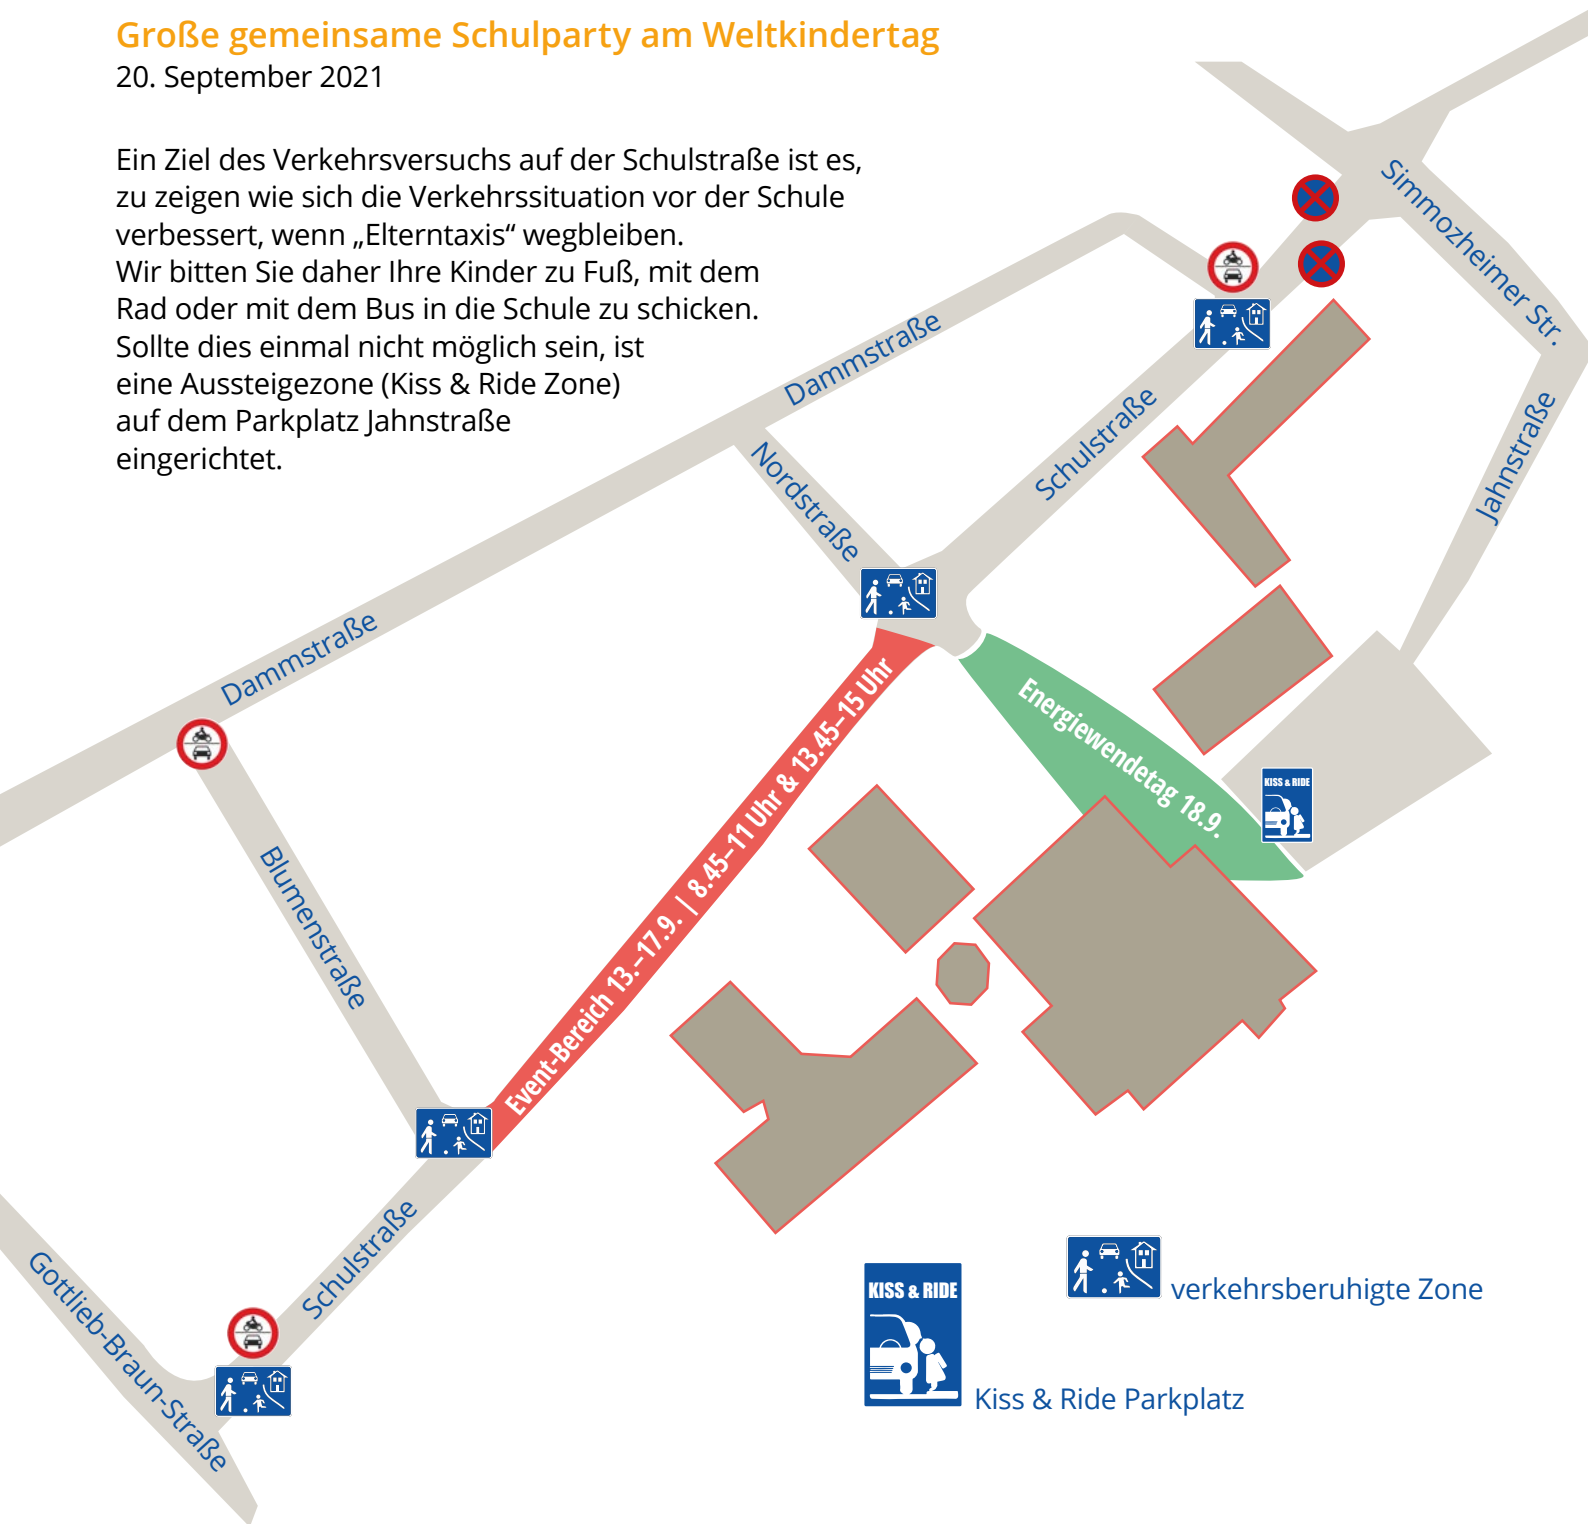 Große gemeinsame Schulparty am Weltkindertag
20. September 2021
Ein Ziel des Verkehrsversuchs auf der Schulstraße ist es,
zu zeigen wie sich die Verkehrssituation vor der Schule
verbessert, wenn „Elterntaxis“ wegbleiben.
Wir bitten Sie daher Ihre Kinder zu Fuß, mit dem
Rad oder mit dem Bus in die Schule zu schicken.
Sollte dies einmal nicht möglich sein, ist
eine Aussteigezone (Kiss & Ride Zone)
auf dem Parkplatz Jahnstraße
eingerichtet.
Simmozheimer Str.
Dammstraße
Schulstraße
Jahnstraße
Nordstraße
Dammstraße
Energiewendetag 18.9.
Event-Bereich 13.–17.9. | 8.45–11 Uhr & 13.45–15 Uhr
KISS & RIDE
Blumenstraße
Schulstraße
Gottlieb-Braun-Straße
KISS & RIDE
verkehrsberuhigte Zone
Kiss & Ride Parkplatz